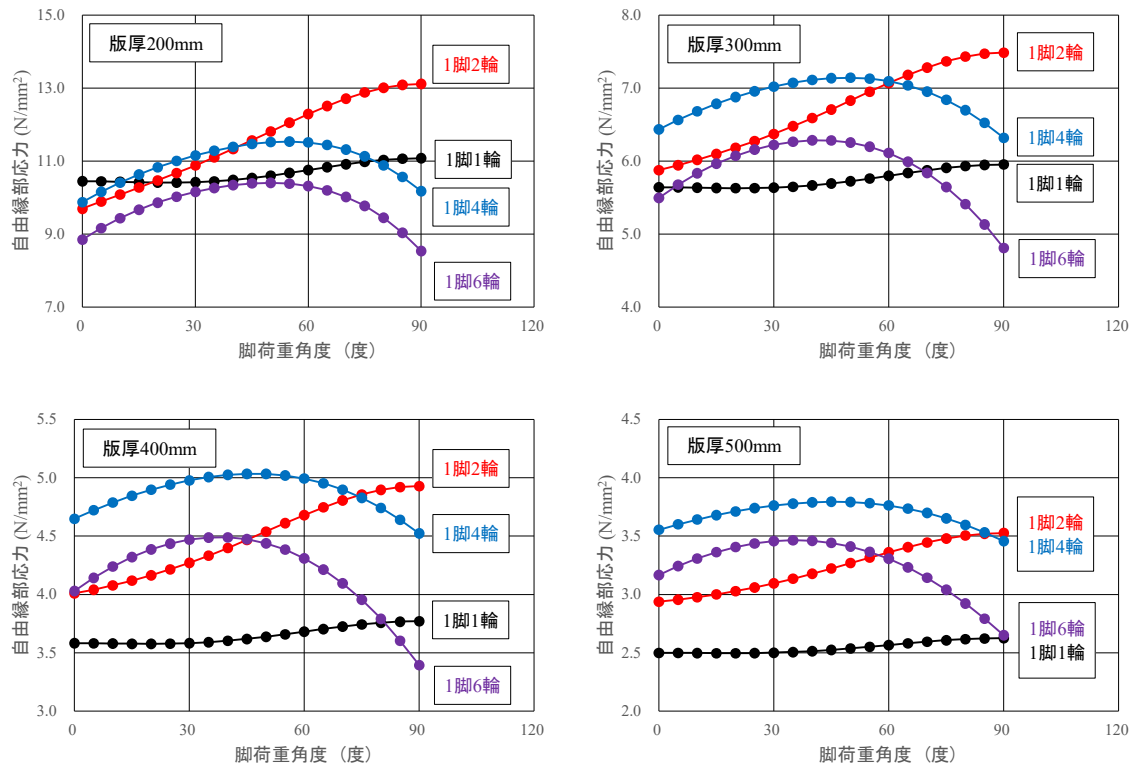 版厚200mm
自由縁部応力 (N/mm²)
15.0
13.0
11.0
9.0
7.0
0
30
60
90
120
脚荷重角度 (度)
1脚2輪
1脚1輪
1脚4輪
1脚6輪
版厚300mm
自由縁部応力 (N/mm²)
8.0
7.0
6.0
5.0
4.0
0
30
60
90
120
脚荷重角度 (度)
1脚2輪
1脚4輪
1脚1輪
1脚6輪
版厚400mm
自由縁部応力 (N/mm²)
5.5
5.0
4.5
4.0
3.5
3.0
0
30
60
90
120
脚荷重角度 (度)
1脚2輪
1脚4輪
1脚1輪
1脚6輪
版厚500mm
自由縁部応力 (N/mm²)
4.5
4.0
3.5
3.0
2.5
2.0
0
30
60
90
120
脚荷重角度 (度)
1脚2輪
1脚4輪
1脚6輪
1脚1輪